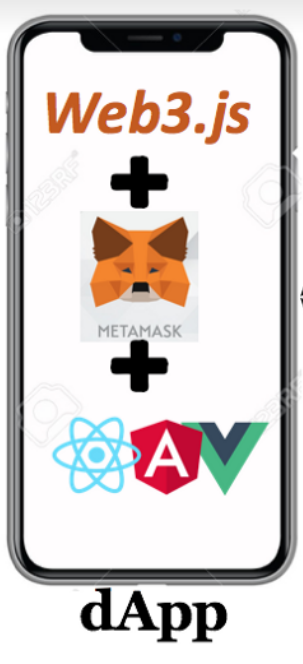 Web3.js
+
METAMASK
+
A
dApp